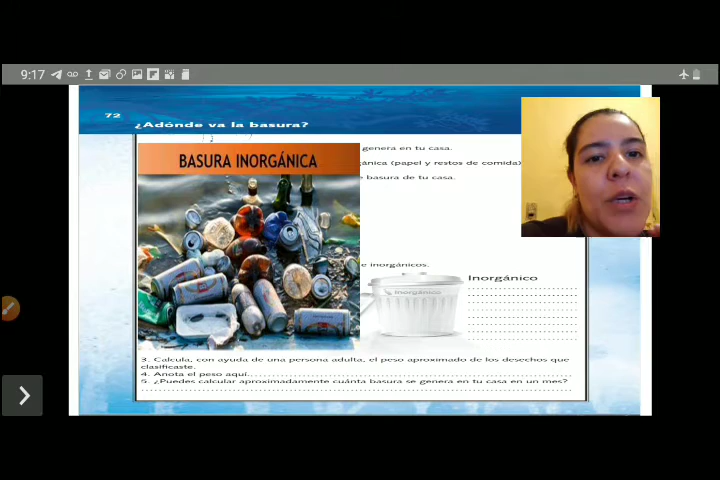 9:17
72
¿Adónde va la basura?
genera en tu casa.
ánica (papel y restos de comida)
basura de tu casa.
BASURA INORGÁNICA
e inorgánicos.
Inorgánico
Inorgánico
3. Calcula, con ayuda de una persona adulta, el peso aproximado de los desechos que
clasificaste.
4. Anota el peso aquí.
5. ¿Puedes calcular aproximadamente cuánta basura se genera en tu casa en un mes?